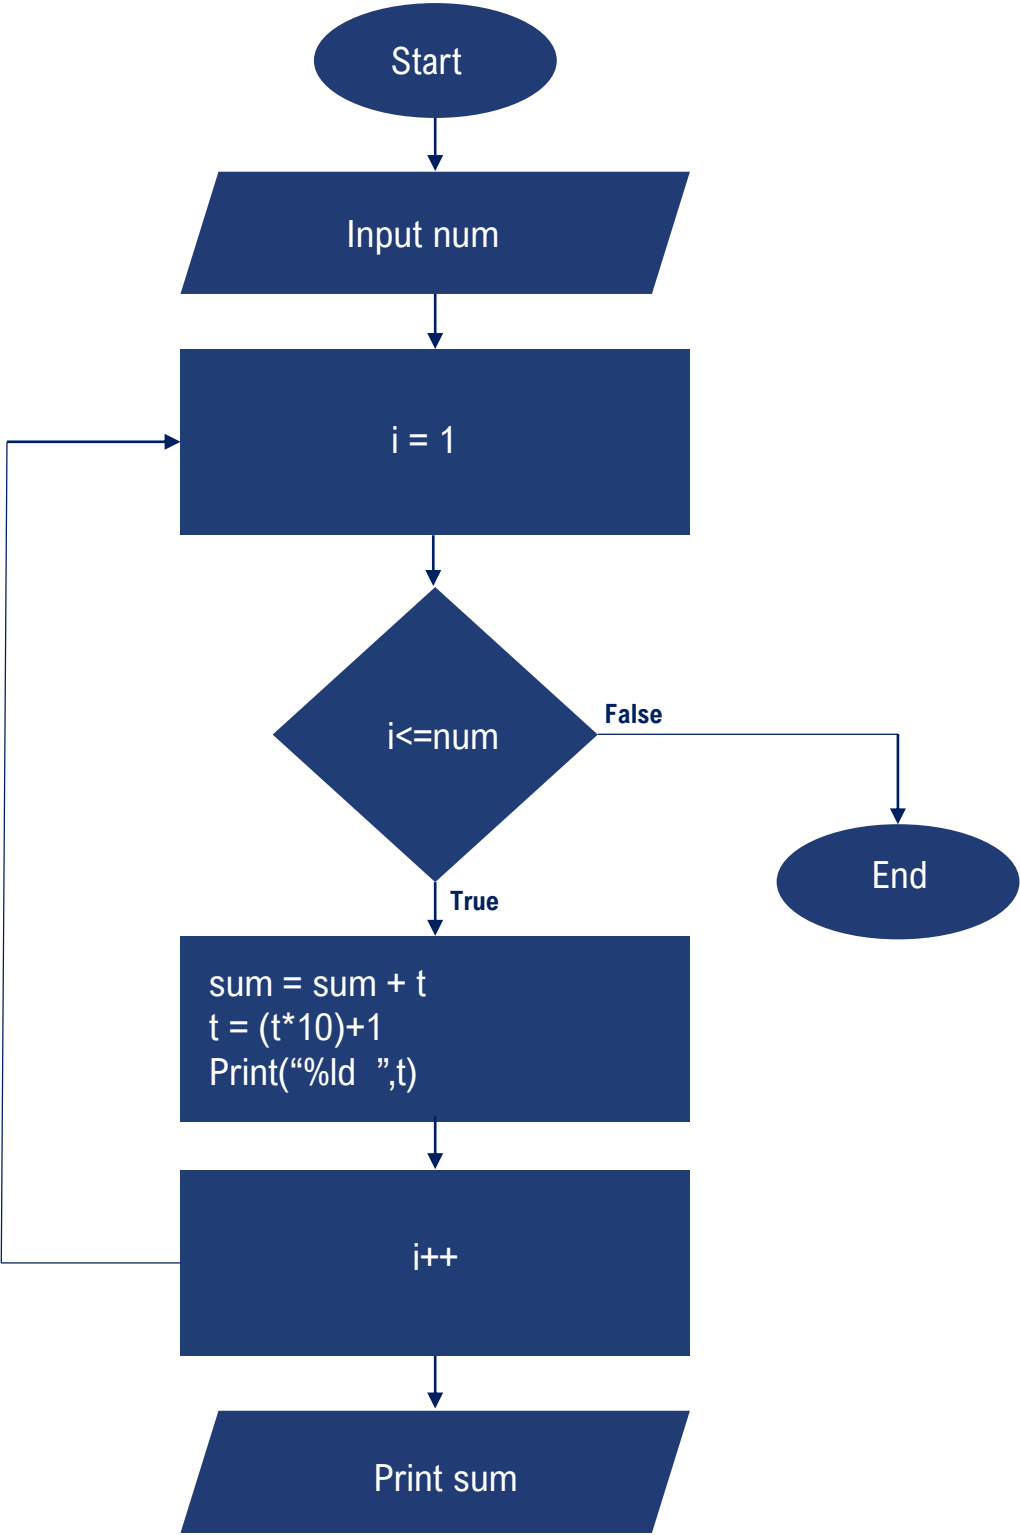 Start
Input num
i = 1
i<=num
False
End
True
sum = sum + t
t = (t*10)+1
Print(“%ld  ”,t)
i++
Print sum